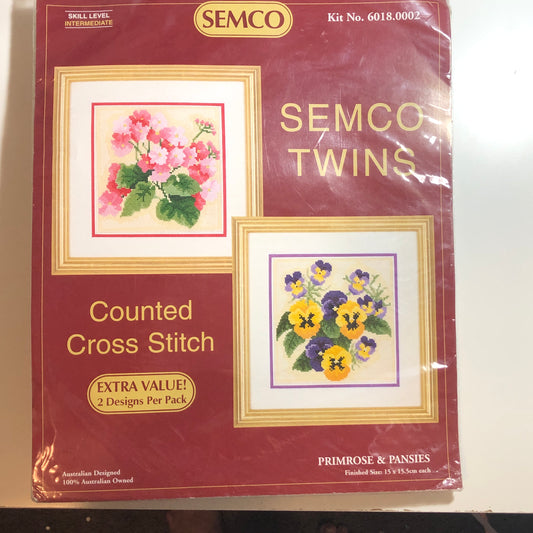 SKILL LEVEL
INTERMEDIATE
SEMCO
Kit No. 6018.0002
SEMCO
TWINS
Counted
Cross Stitch
EXTRA VALUE!
2 Designs Per Pack
PRIMROSE & PANSIES
Finished Size: 15 x 15.5cm each
Australian Designed
100% Australian Owned